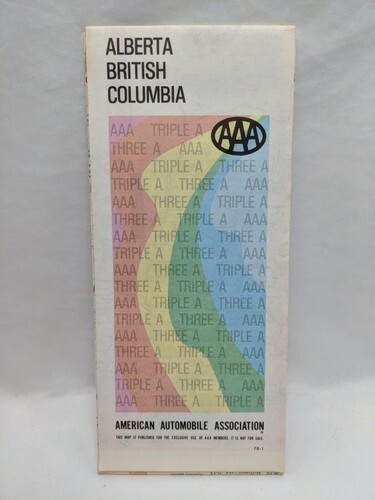 ALBERTA
BRITISH
COLUMBIA
AAA
AAA TRIPLE A
THREE A AAA
AAA TRIPLE A THREE A
TRIPLE A THREE A AAA
AAA THREE A TRIPLE A
THREE A TRIPLE A AAA
AAA TRIPLE A THREE A
TRIPLE A THREE A AAA
AAA THREE A TRIPLE A
THREE A TRIPLE A AAA
AAA TRIPLE A THREE A
TRIPLE A THREE A AAA
AAA THREE A TRIPLE A
THREE A TRIPLE A AAA
AAA TRIPLE A THREE A
TRIPLE A THREE A AAA
AMERICAN AUTOMOBILE ASSOCIATION
THIS MAP IS PUBLISHED FOR THE EXCLUSIVE USE OF AAA MEMBERS. IT IS NOT FOR SALE.
78-1